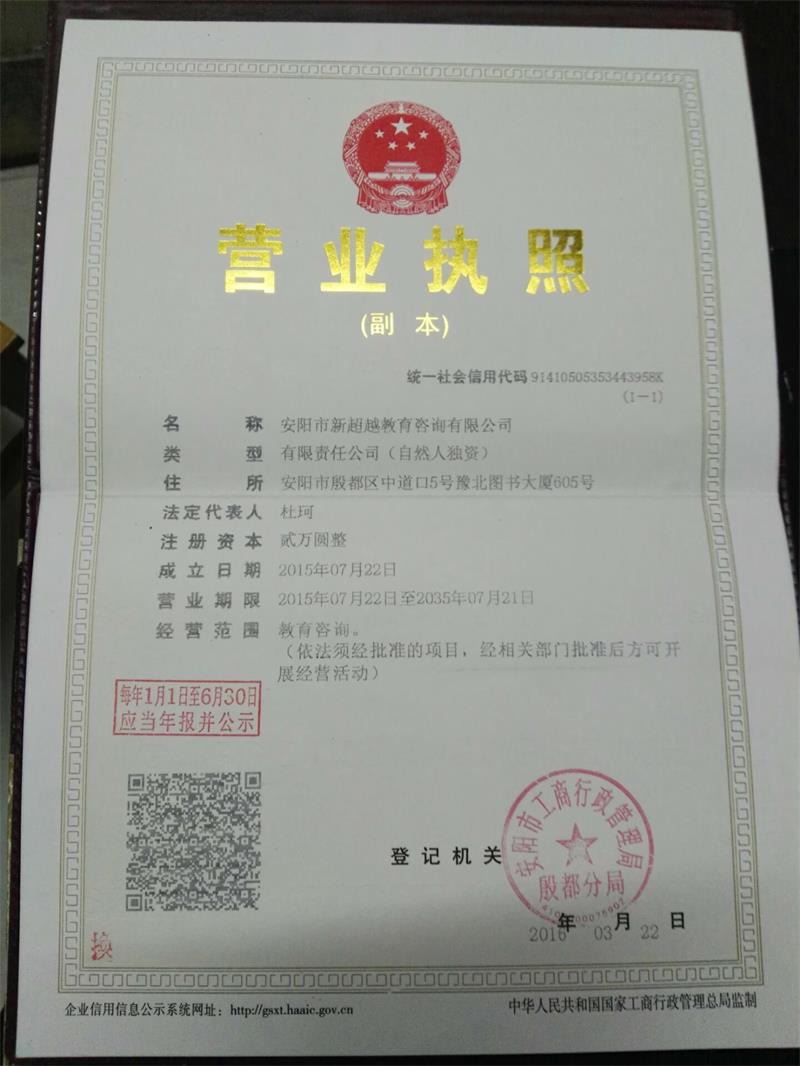 营业执照
(副本)
统一社会信用代码 91410505353443958K
(1-1)
名称 安阳市新超越教育咨询有限公司
类型 有限责任公司（自然人独资）
住所 安阳市殷都区中道口5号豫北图书大厦605号
法定代表人 杜珂
注册资本 贰万圆整
成立日期 2015年07月22日
营业期限 2015年07月22日至2035年07月21日
经营范围 教育咨询。
（依法须经批准的项目，经相关部门批准后方可开
展经营活动）
每年1月1日至6月30日
应当年报并公示
登记机关
安阳市工商行政管理局
殷都分局
年 月 日
2016 03 22
换
企业信用信息公示系统网址：http://gsxt.haaic.gov.cn
中华人民共和国国家工商行政管理总局监制